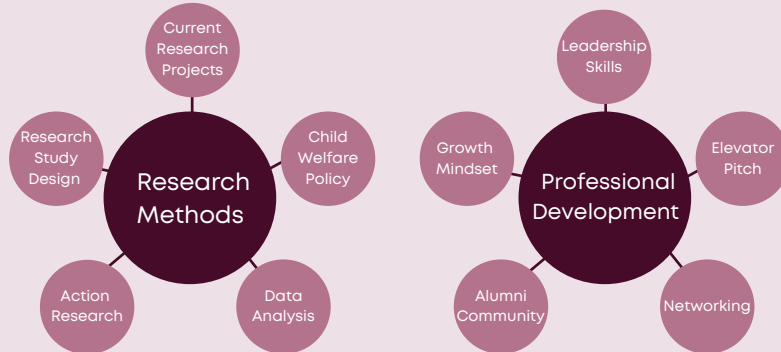 Current
Research
Projects
Research
Study
Design
Child
Welfare
Policy
Research
Methods
Action
Research
Data
Analysis
Leadership
Skills
Growth
Mindset
Elevator
Pitch
Professional
Development
Alumni
Community
Networking